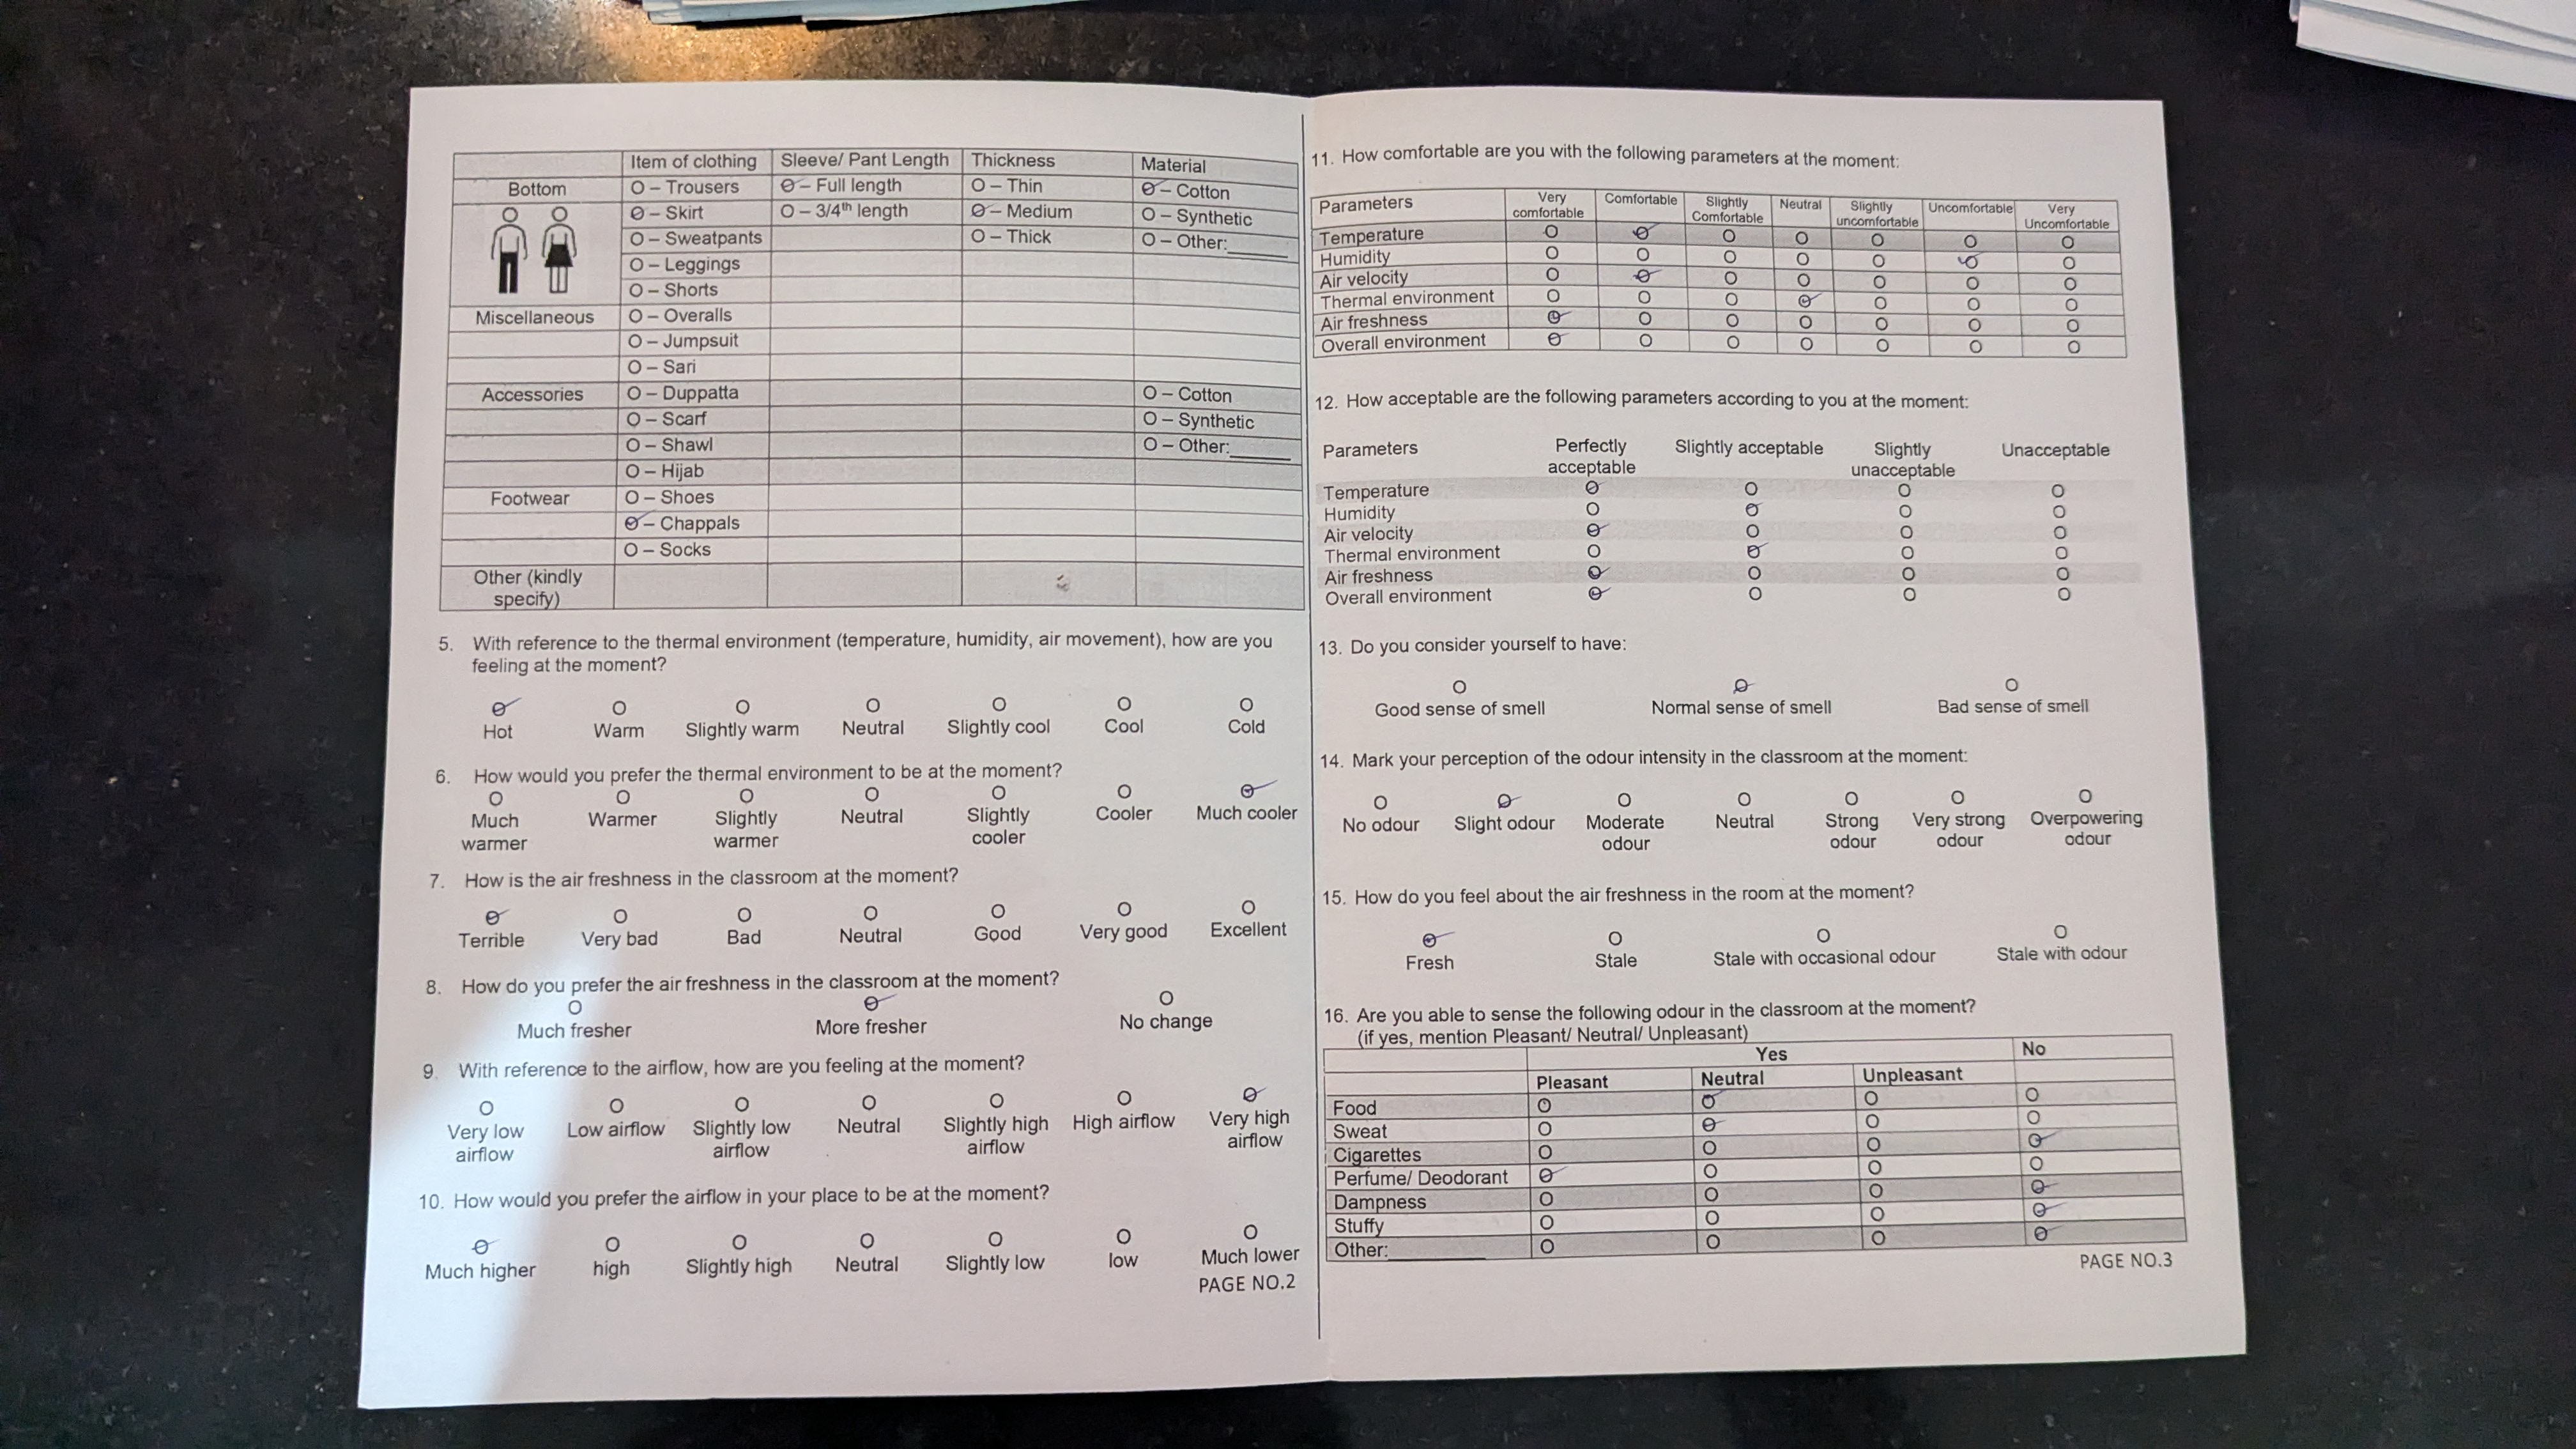 Item of clothing Sleeve/ Pant Length Thickness Material
Bottom O – Trousers O – Full length O – Thin O – Cotton
O – Skirt O – 3/4th length O – Medium O – Synthetic
O – Sweatpants O – Thick O – Other:______
O – Leggings
O – Shorts
Miscellaneous O – Overalls
O – Jumpsuit
O – Sari
Accessories O – Duppatta O – Cotton
O – Scarf O – Synthetic
O – Shawl O – Other:______
O – Hijab
Footwear O – Shoes
O – Chappals
O – Socks
Other (kindly
specify)
5. With reference to the thermal environment (temperature, humidity, air movement), how are you
feeling at the moment?
O O O O O O O
Hot Warm Slightly warm Neutral Slightly cool Cool Cold
6. How would you prefer the thermal environment to be at the moment?
O O O O O O O
Much Warmer Slightly Neutral Slightly Cooler Much cooler
warmer warmer cooler
7. How is the air freshness in the classroom at the moment?
O O O O O O O
Terrible Very bad Bad Neutral Good Very good Excellent
8. How do you prefer the air freshness in the classroom at the moment?
O O O
Much fresher More fresher No change
9. With reference to the airflow, how are you feeling at the moment?
O O O O O O O
Very low Low airflow Slightly low Neutral Slightly high High airflow Very high
airflow airflow airflow airflow
10. How would you prefer the airflow in your place to be at the moment?
O O O O O O O
Much higher high Slightly high Neutral Slightly low low Much lower
PAGE NO.2
11. How comfortable are you with the following parameters at the moment:
Parameters Very Comfortable Slightly Neutral Slightly Uncomfortable Very
comfortable Comfortable uncomfortable Uncomfortable
Temperature O O O O O O O
Humidity O O O O O O O
Air velocity O O O O O O O
Thermal environment O O O O O O O
Air freshness O O O O O O O
Overall environment O O O O O O O
12. How acceptable are the following parameters according to you at the moment:
Parameters Perfectly Slightly acceptable Slightly Unacceptable
acceptable unacceptable
Temperature O O O O
Humidity O O O O
Air velocity O O O O
Thermal environment O O O O
Air freshness O O O O
Overall environment O O O O
13. Do you consider yourself to have:
O O O
Good sense of smell Normal sense of smell Bad sense of smell
14. Mark your perception of the odour intensity in the classroom at the moment:
O O O O O O O
No odour Slight odour Moderate Neutral Strong Very strong Overpowering
odour odour odour odour
15. How do you feel about the air freshness in the room at the moment?
O O O O
Fresh Stale Stale with occasional odour Stale with odour
16. Are you able to sense the following odour in the classroom at the moment?
(if yes, mention Pleasant/ Neutral/ Unpleasant)
Yes No
Pleasant Neutral Unpleasant
Food O O O O
Sweat O O O O
Cigarettes O O O O
Perfume/ Deodorant O O O O
Dampness O O O O
Stuffy O O O O
Other:__________ O O O O
PAGE NO.3